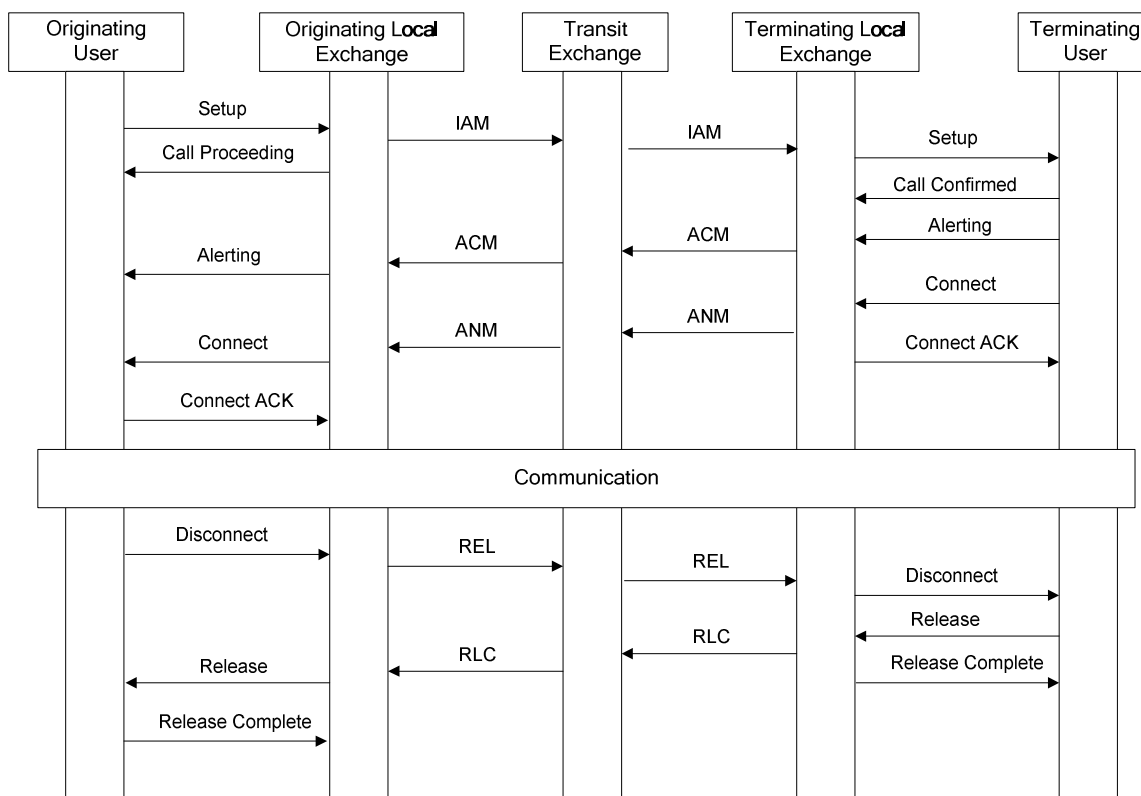 Originating
User
Originating Local
Exchange
Transit
Exchange
Terminating Local
Exchange
Terminating
User
Setup
IAM
IAM
Setup
Call Proceeding
Call Confirmed
Alerting
ACM
ACM
Alerting
Connect
ANM
ANM
Connect
Connect ACK
Connect ACK
Communication
Disconnect
REL
REL
Disconnect
Release
RLC
RLC
Release
Release Complete
Release Complete